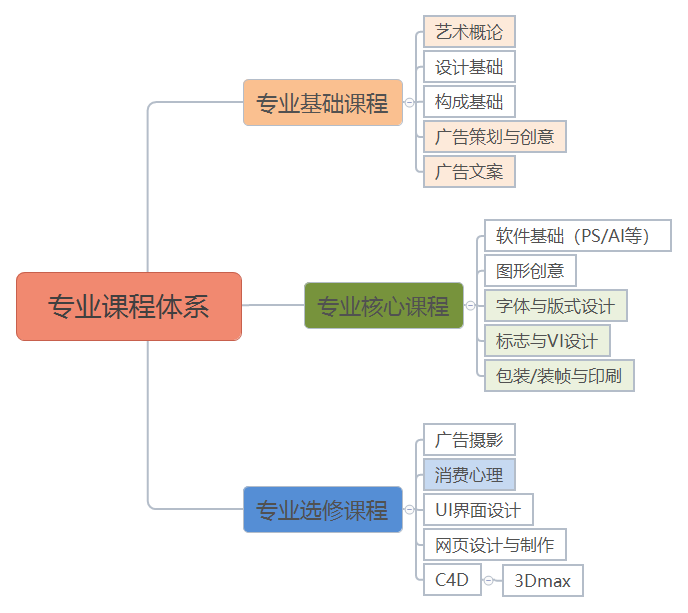 专业课程体系
专业基础课程
艺术概论
设计基础
构成基础
广告策划与创意
广告文案
专业核心课程
软件基础（PS/AI等）
图形创意
字体与版式设计
标志与VI设计
包装/装帧与印刷
专业选修课程
广告摄影
消费心理
UI界面设计
网页设计与制作
C4D
3Dmax